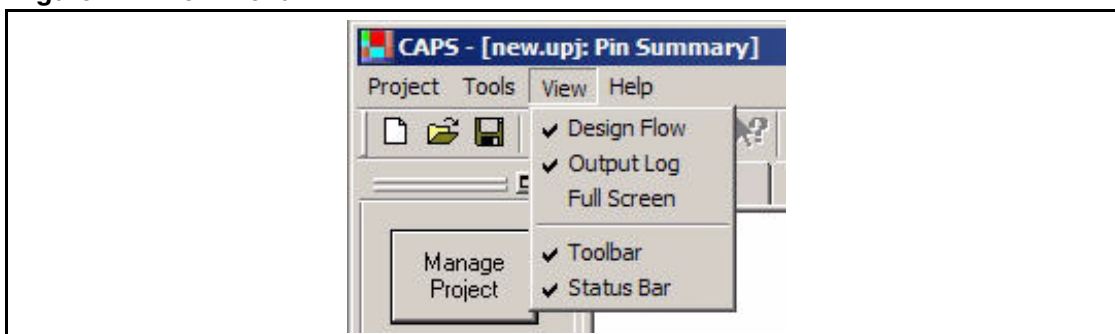 CAPS - [new.upj: Pin Summary]
Project Tools View Help
Design Flow
Output Log
Full Screen
Toolbar
Status Bar
Manage
Project